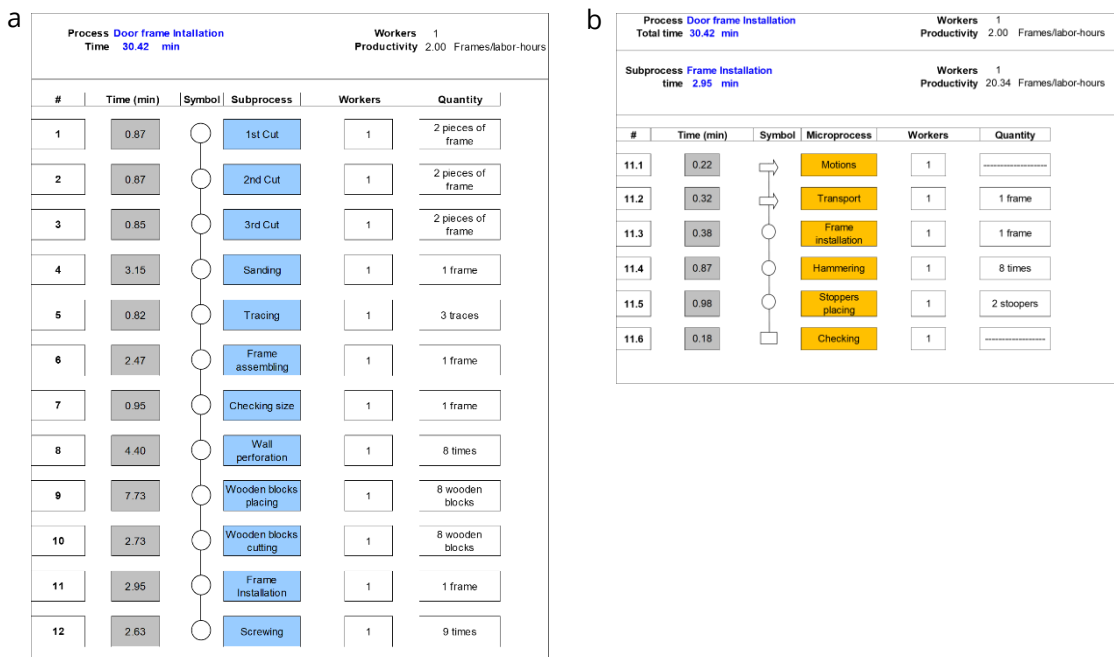 a
Process Door frame Intallation Workers 1
Time 30.42 min Productivity 2.00 Frames/labor-hours
# Time (min) Symbol Subprocess Workers Quantity
1 0.87 1st Cut 1 2 pieces of frame
2 0.87 2nd Cut 1 2 pieces of frame
3 0.85 3rd Cut 1 2 pieces of frame
4 3.15 Sanding 1 1 frame
5 0.82 Tracing 1 3 traces
6 2.47 Frame assembling 1 1 frame
7 0.95 Checking size 1 1 frame
8 4.40 Wall perforation 1 8 times
9 7.73 Wooden blocks placing 1 8 wooden blocks
10 2.73 Wooden blocks cutting 1 8 wooden blocks
11 2.95 Frame Installation 1 1 frame
12 2.63 Screwing 1 9 times
b
Process Door frame Installation Workers 1
Total time 30.42 min Productivity 2.00 Frames/labor-hours
Subprocess Frame Installation Workers 1
time 2.95 min Productivity 20.34 Frames/labor-hours
# Time (min) Symbol Microprocess Workers Quantity
11.1 0.22 Motions 1 -------------------
11.2 0.32 Transport 1 1 frame
11.3 0.38 Frame installation 1 1 frame
11.4 0.87 Hammering 1 8 times
11.5 0.98 Stoppers placing 1 2 stoopers
11.6 0.18 Checking 1 ------------------